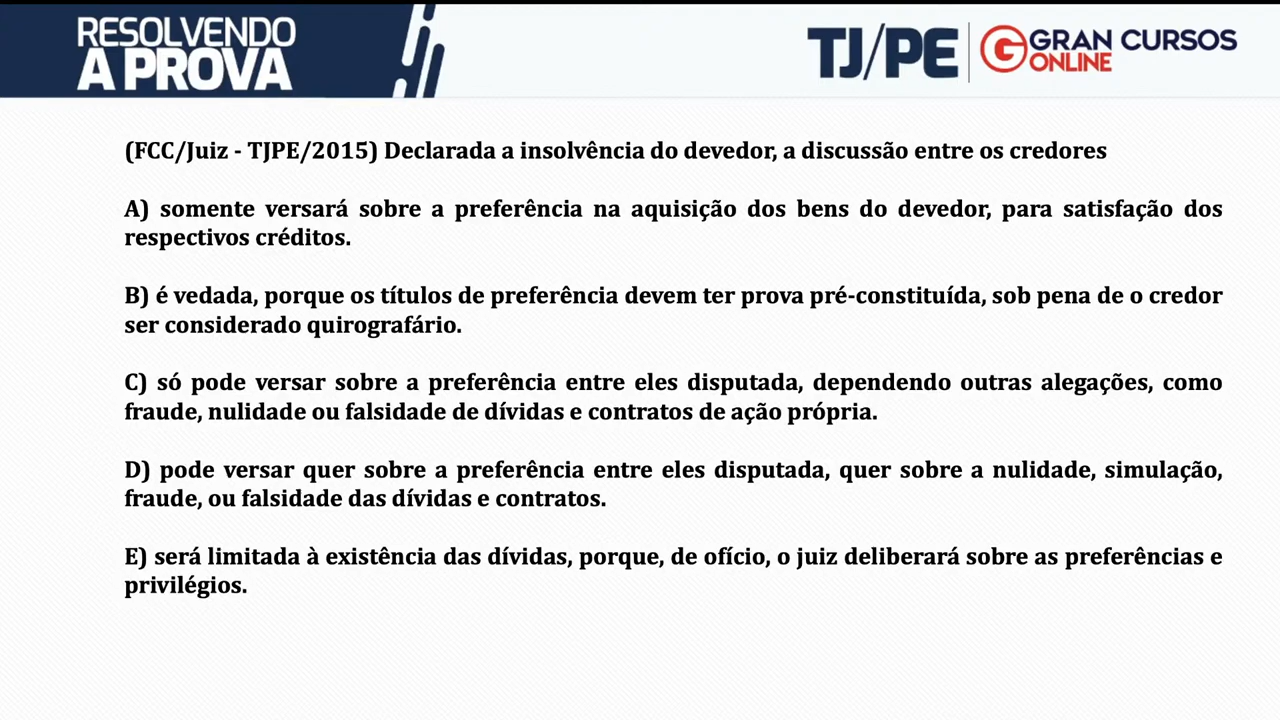 RESOLVENDO
A PROVA
TJ/PE
G GRAN CURSOS
ONLINE
(FCC/Juiz - TJPE/2015) Declarada a insolvência do devedor, a discussão entre os credores
A) somente versará sobre a preferência na aquisição dos bens do devedor, para satisfação dos
respectivos créditos.
B) é vedada, porque os títulos de preferência devem ter prova pré-constituída, sob pena de o credor
ser considerado quirografário.
C) só pode versar sobre a preferência entre eles disputada, dependendo outras alegações, como
fraude, nulidade ou falsidade de dívidas e contratos de ação própria.
D) pode versar quer sobre a preferência entre eles disputada, quer sobre a nulidade, simulação,
fraude, ou falsidade das dívidas e contratos.
E) será limitada à existência das dívidas, porque, de ofício, o juiz deliberará sobre as preferências e
privilégios.